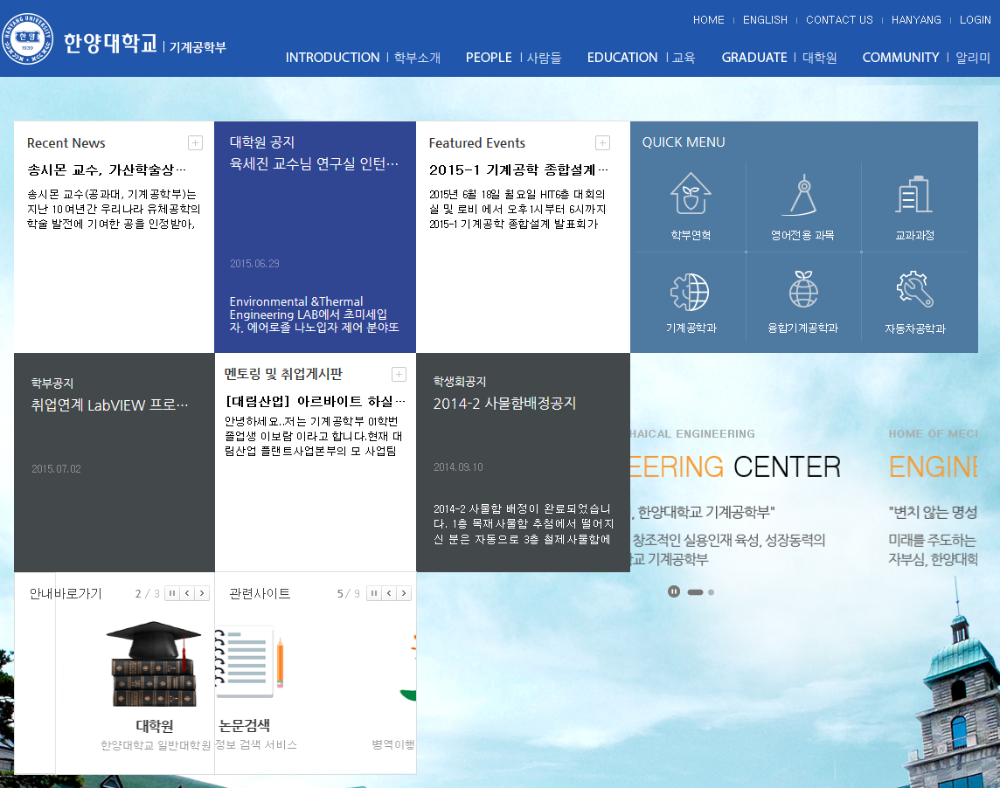 HOME ENGLISH CONTACT US HANYANG LOGIN
HANYANG UNIVERSITY
한양
1939
한양대학교 | 기계공학부
INTRODUCTION | 학부소개 PEOPLE | 사람들 EDUCATION | 교육 GRADUATE | 대학원 COMMUNITY | 알리미
Recent News
송시몬 교수, 가산학술상…
송시몬 교수(공과대, 기계공학부)는
지난 10여년간 우리나라 유체공학의
학술 발전에 기여한 공을 인정받아,
대학원 공지
육세진 교수님 연구실 인턴…
2015.06.29
Environmental &Thermal
Engineering LAB에서 초미세입
자, 에어로졸 나노입자 제어 분야또
Featured Events
2015-1 기계공학 종합설계…
2015년 6월 18일 월요일 HIT6층 대회의
실 및 로비 에서 오후1시부터 6시까지
2015-1 기계공학 종합설계 발표회가
QUICK MENU
학부연혁 영어전용 과목 교과과정
기계공학과 융합기계공학과 자동차공학과
학부공지
취업연계 LabVIEW 프로…
2015.07.02
멘토링 및 취업게시판
[대림산업] 아르바이트 하실…
안녕하세요..저는 기계공학부 01학번
졸업생 이보람 이라고 합니다.현재 대
림산업 플랜트사업본부의 모 사업팀
학생회공지
2014-2 사물함배정공지
2014.09.10
2014-2 사물함 배정이 완료되었습니
다. 1층 목재사물함 추첨에서 떨어지
신 분은 자동으로 3층 철제사물함에
HAICAL ENGINEERING
EERING CENTER
, 한양대학교 기계공학부"
창조적인 실용인재 육성, 성장동력의
교 기계공학부
HOME OF MEC
ENGINE
"변치 않는 명성
미래를 주도하는
자부심, 한양대학
안내바로가기 2 / 3
관련사이트 5 / 9
대학원
한양대학교 일반대학원
논문검색
정보 검색 서비스
병역이행